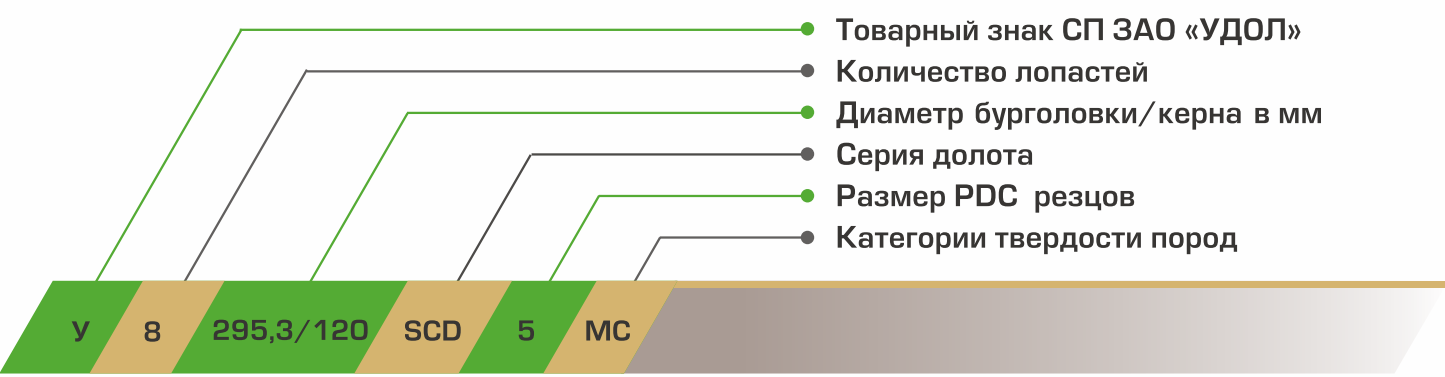 Товарный знак СП ЗАО «УДОЛ»
Количество лопастей
Диаметр бурголовки/керна в мм
Серия долота
Размер PDC резцов
Категории твердости пород
У 8 295,3/120 SCD 5 МС